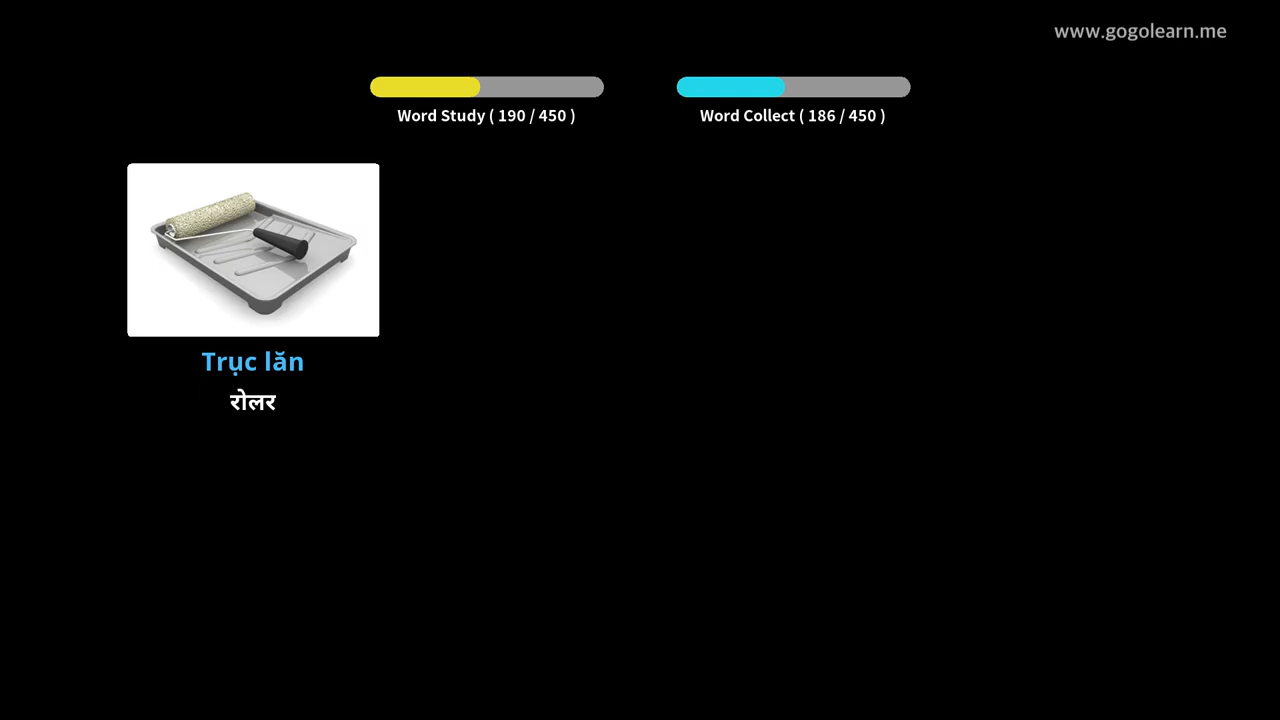 www.gogolearn.me
Word Study ( 190 / 450 )
Word Collect ( 186 / 450 )
Trục lăn
रोलर